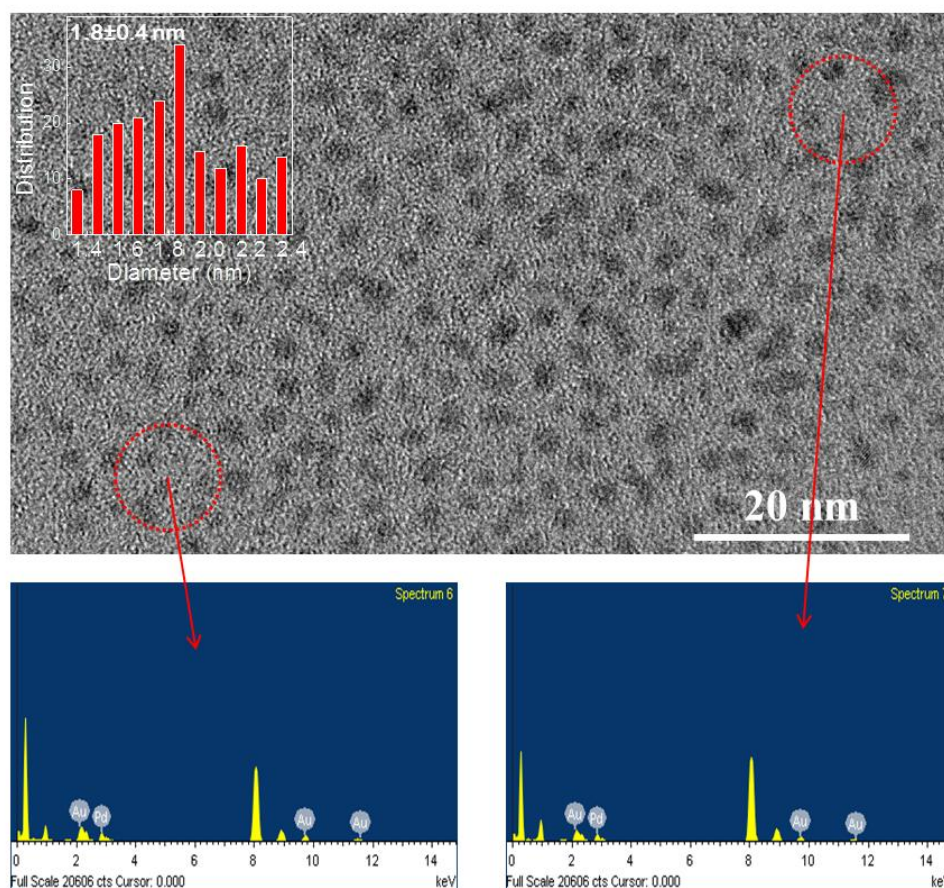 1.8±0.4 nm
30
20
10
0
Distribution
1.4 1.6 1.8 2.0 2.2 2.4
Diameter (nm)
20 nm
Spectrum 6
Au Pd Au Au
0 2 4 6 8 10 12 14
Full Scale 20606 cts Cursor: 0.000 keV
Spectrum 7
Au Pd Au Au
0 2 4 6 8 10 12 14
Full Scale 20606 cts Cursor: 0.000 ke